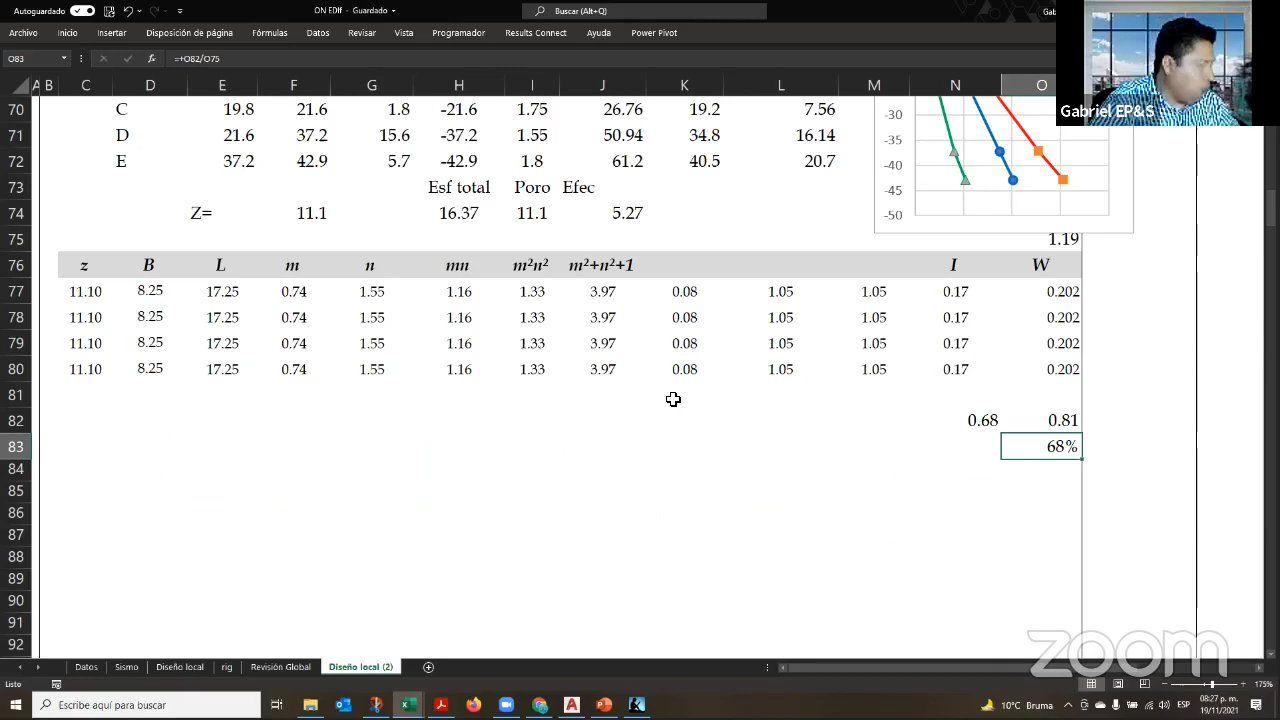 Autoguardado
ON EDIf - Guardado
Buscar (Alt+Q)
Archivo Inicio Insertar Disposición de página Fórmulas Datos Revisar Vista Programador Results Connect Ayuda Power Pivot
O83 fx =+O82/O75
Gabriel EP&S
A B C D E F G H I J K L M N O
70 C 19.8 21.6 1.8 -21.6 1.75 26.76 19.2 7.56
71 D 21.6 37.2 15.6 -37.2 1.55 50.94 34.8 16.14
72 E 37.2 42.9 5.7 -42.9 1.8 61.2 40.5 20.7
-30
-35
-40
-45
-50
73 Esf total Poro Efec
74 Z= 11.1 16.37 11.1 5.27
75 1.19
76 z B L m n mn m²n² m²+n²+1 I W
77 11.10 8.25 17.25 0.74 1.55 1.16 1.33 3.97 0.08 1.05 1.05 0.17 0.202
78 11.10 8.25 17.25 0.74 1.55 1.16 1.33 3.97 0.08 1.05 1.05 0.17 0.202
79 11.10 8.25 17.25 0.74 1.55 1.16 1.33 3.97 0.08 1.05 1.05 0.17 0.202
80 11.10 8.25 17.25 0.74 1.55 1.16 1.33 3.97 0.08 1.05 1.05 0.17 0.202
81
82 0.68 0.81
83 68%
84
85
86
87
88
89
90
91
92
zoom
Datos Sismo Diseño local rig Revisión Global Diseño local (2)
Listo 175%
Escribe aquí para buscar
10°C Bruma ESP 08:27 p. m.
19/11/2021